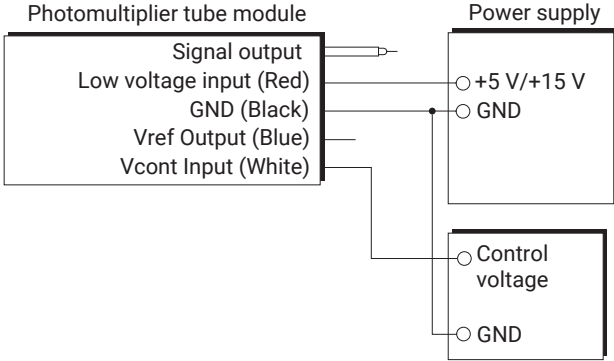 Photomultiplier tube module
Signal output
Low voltage input (Red)
GND (Black)
Vref Output (Blue)
Vcont Input (White)
Power supply
+5 V/+15 V
GND
Control
voltage
GND